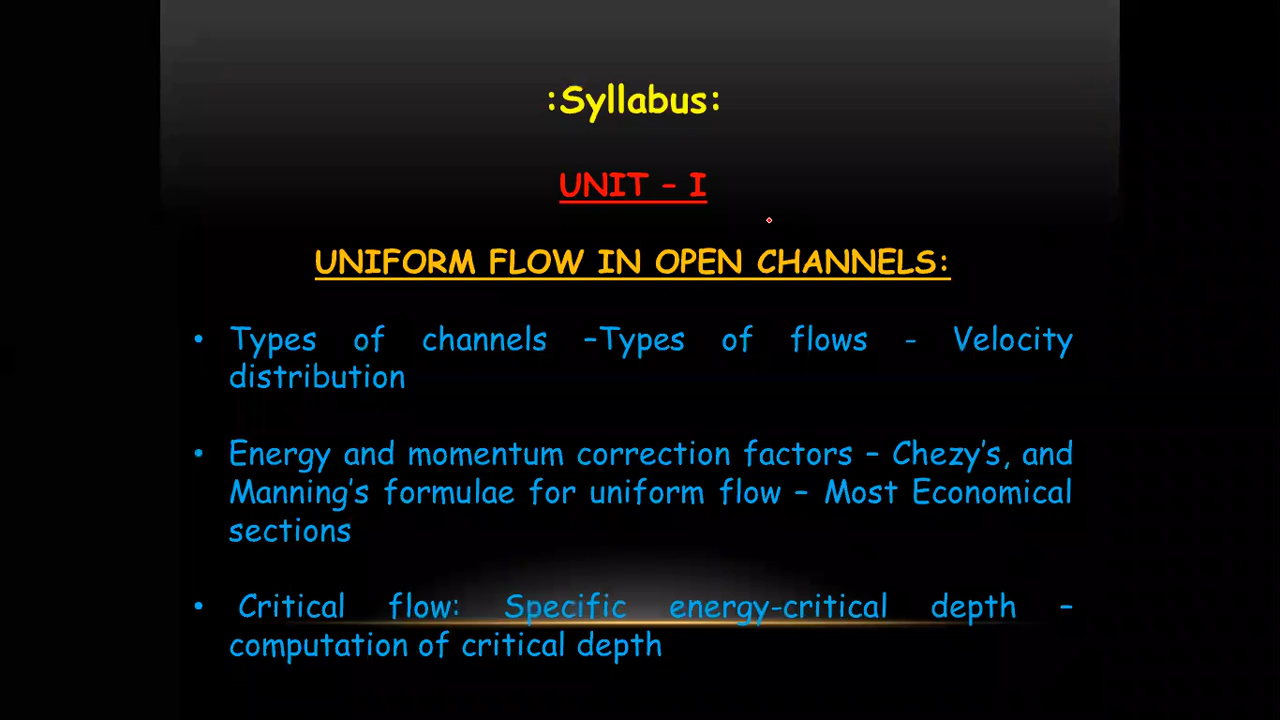 :Syllabus:
UNIT – I
UNIFORM FLOW IN OPEN CHANNELS:
• Types of channels –Types of flows - Velocity
distribution
• Energy and momentum correction factors – Chezy's, and
Manning's formulae for uniform flow – Most Economical
sections
• Critical flow: Specific energy-critical depth –
computation of critical depth